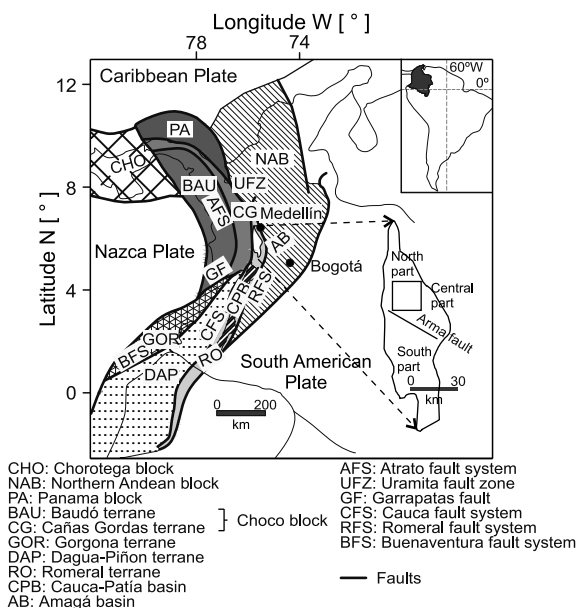 Longitude W [ ° ]
78 74
Latitude N [ ° ]
12
8
4
0
Caribbean Plate
60ºW
0º
PA
CHO
NAB
BAU
UFZ
AFS
CG
Medellín
AB
Nazca Plate
GF
Bogotá
CFS
CPB
RFS
GOR
BFS
DAP
RO
South American
Plate
0 200
km
North
part
Central
part
Arma fault
South
part
0 30
km
CHO: Chorotega block
NAB: Northern Andean block
PA: Panama block
BAU: Baudó terrane
CG: Cañas Gordas terrane
Choco block
GOR: Gorgona terrane
DAP: Dagua-Piñon terrane
RO: Romeral terrane
CPB: Cauca-Patía basin
AB: Amagá basin
AFS: Atrato fault system
UFZ: Uramita fault zone
GF: Garrapatas fault
CFS: Cauca fault system
RFS: Romeral fault system
BFS: Buenaventura fault system
Faults